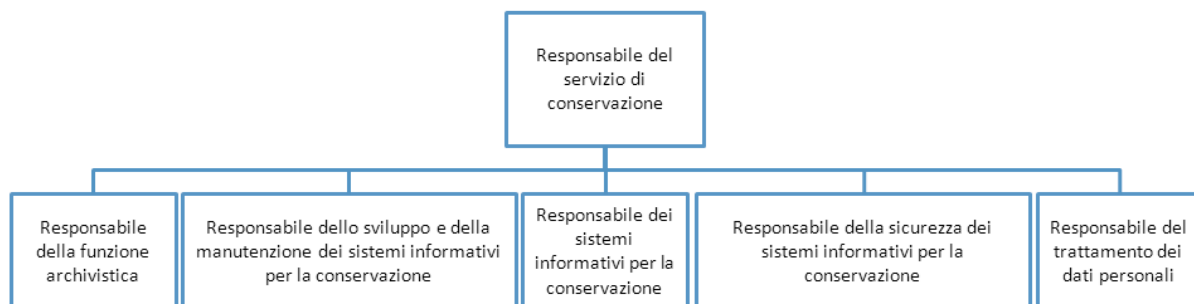 Responsabile del
servizio di
conservazione
Responsabile
della funzione
archivistica
Responsabile dello sviluppo e della
manutenzione dei sistemi informativi
per la conservazione
Responsabile dei
sistemi
informativi per la
conservazione
Responsabile della sicurezza dei
sistemi informativi per la
conservazione
Responsabile del
trattamento dei
dati personali